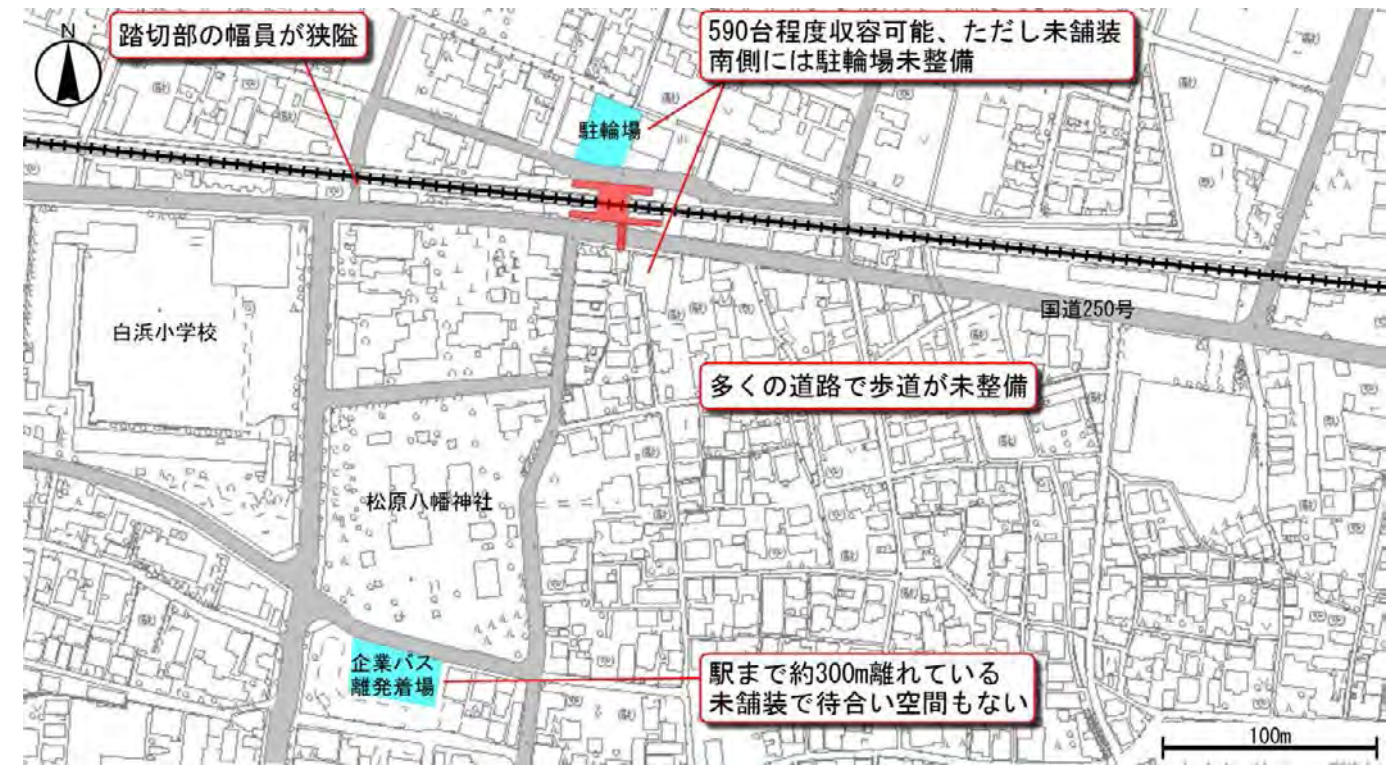 N
踏切部の幅員が狭隘
590台程度収容可能、ただし未舗装
南側には駐輪場未整備
駐輪場
国道250号
白浜小学校
多くの道路で歩道が未整備
松原八幡神社
企業バス
離発着場
駅まで約300m離れている
未舗装で待合い空間もない
100m